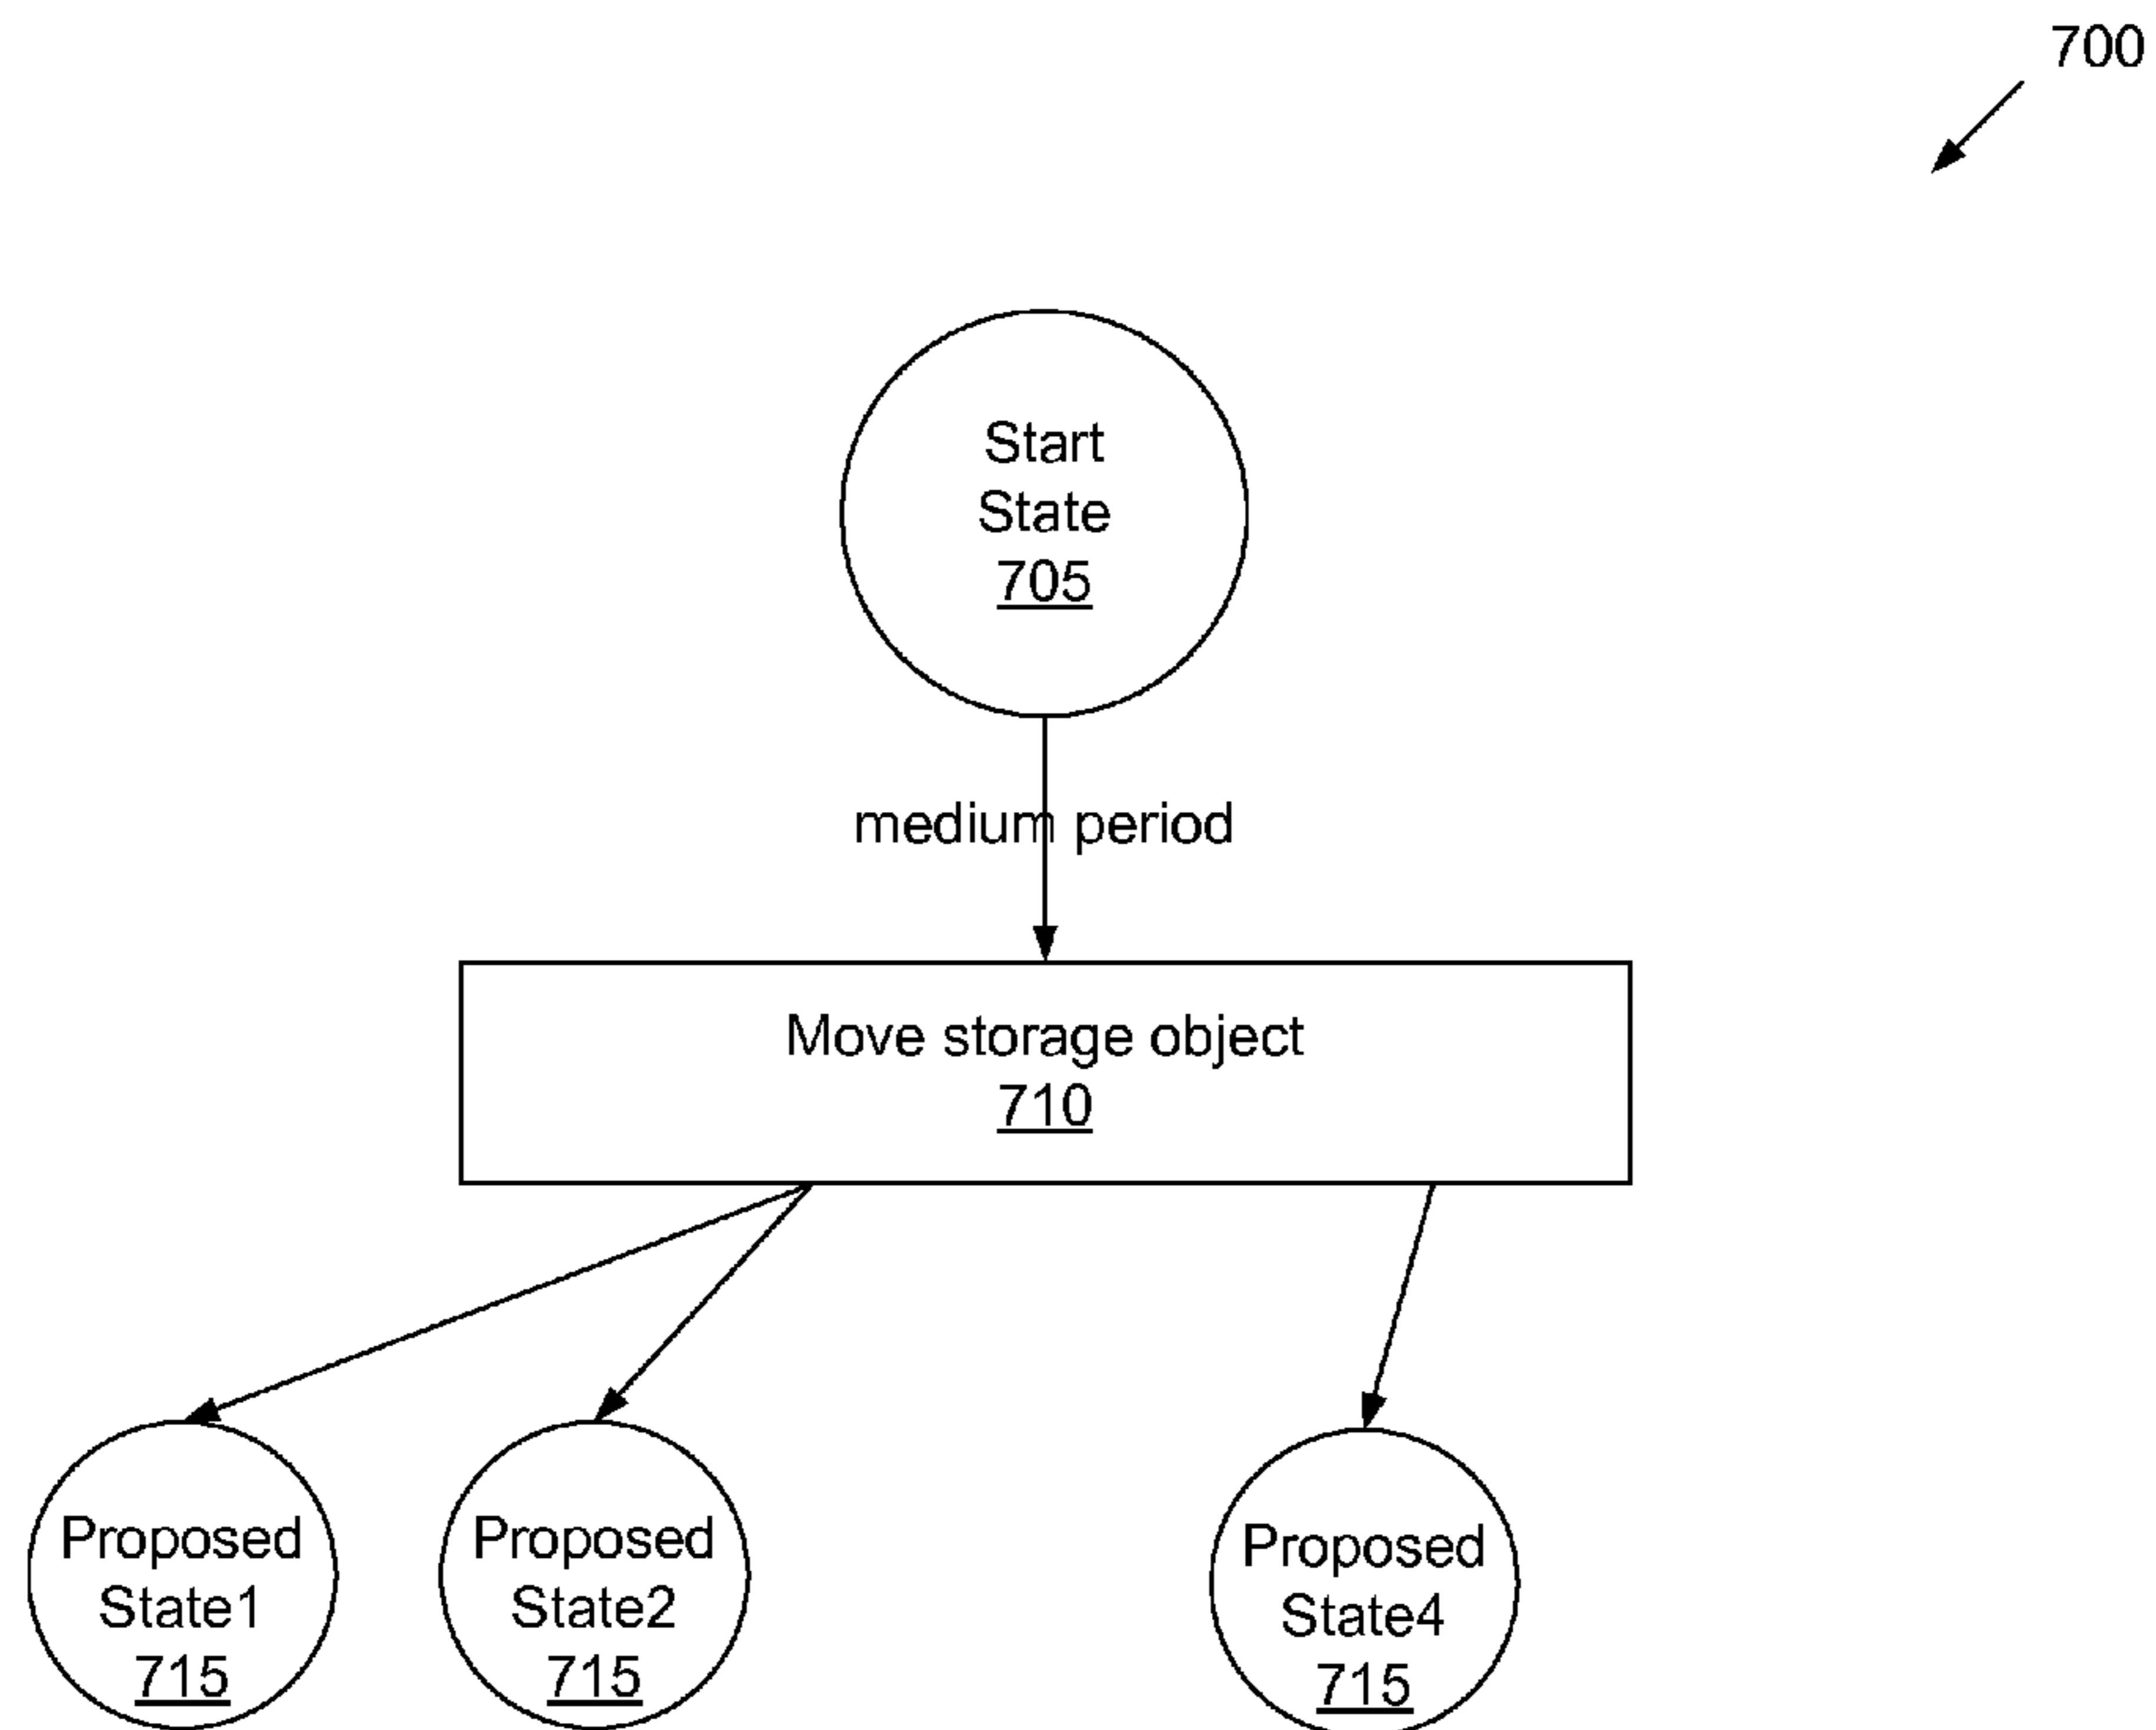 700
Start
State
705
medium period
Move storage object
710
Proposed
State1
715
Proposed
State2
715
Proposed
State4
715